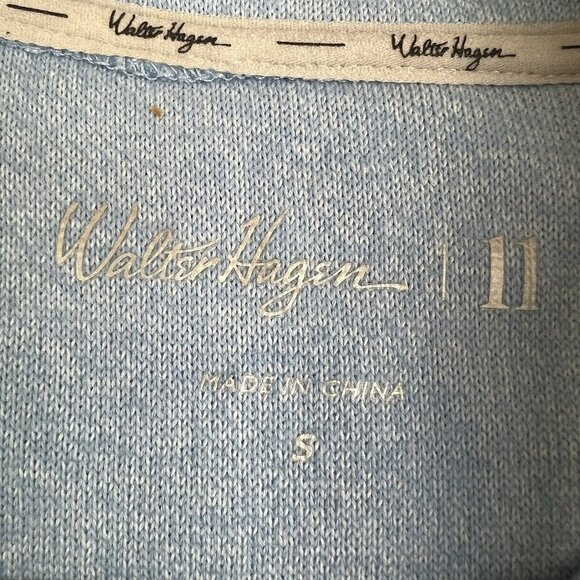 Walter Hagen Walter Hagen
Walter Hagen | 11
MADE IN CHINA
S